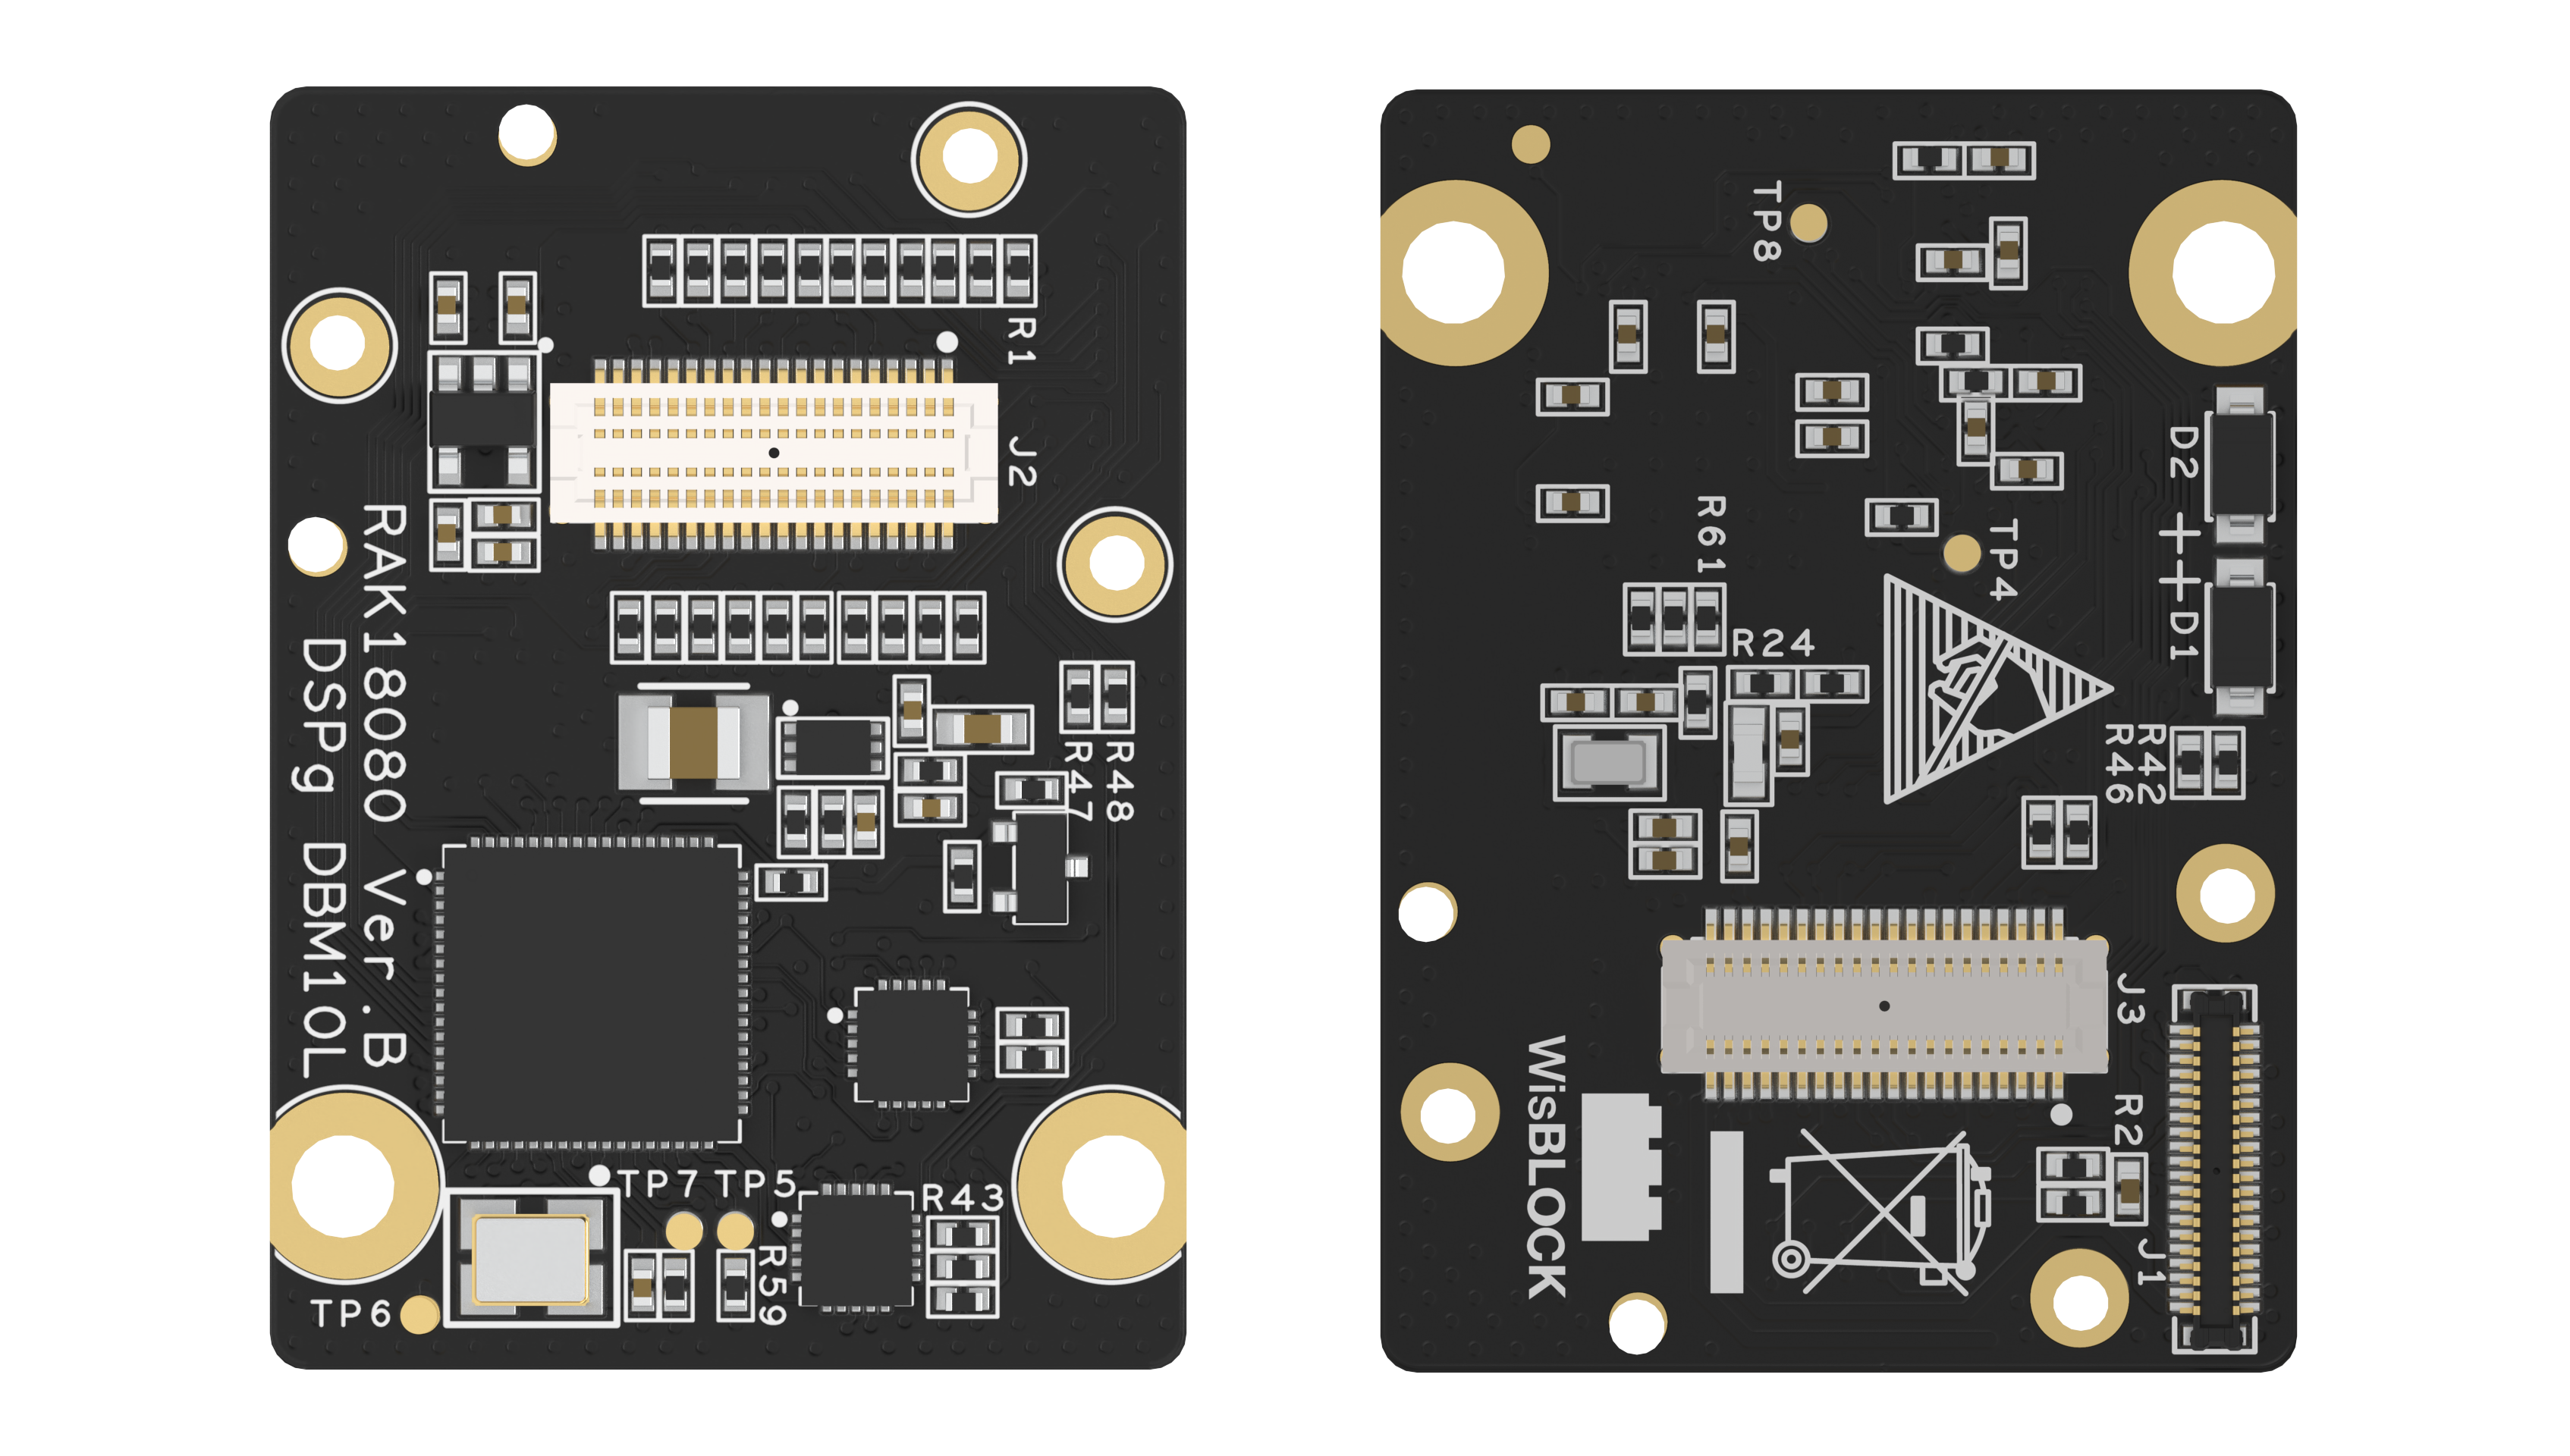 R1
J2
RAK18080 Ver.B
DSPg DBM10L
R47
R48
TP7
TP5
R43
R59
TP6
TP8
D2
R61
TP4
D1
R24
R42
R46
J3
WisBLOCK
R2
J1